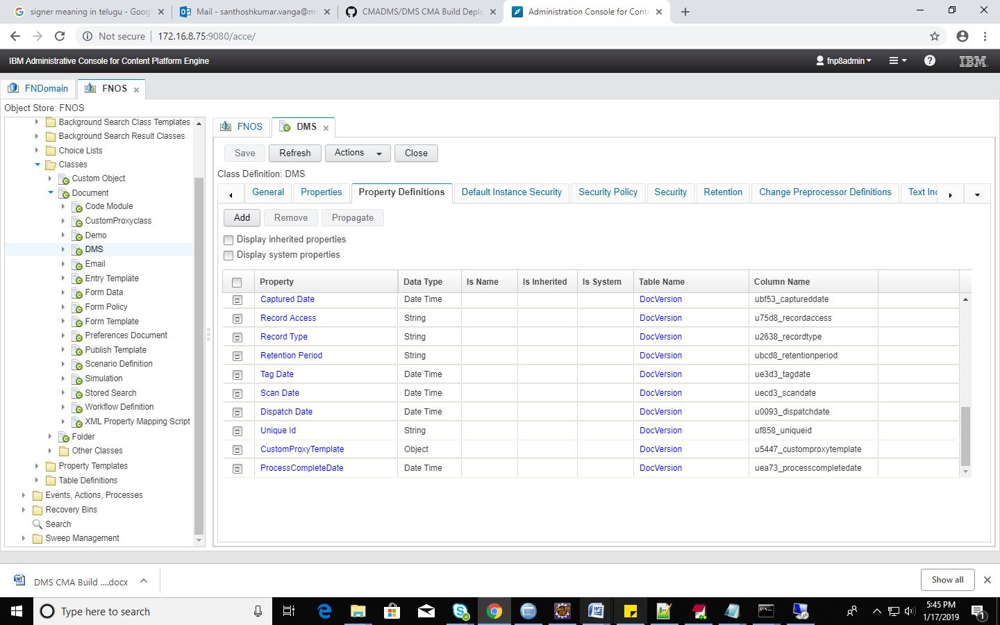 signer meaning in telugu - Goog
Mail - santhoshkumar.vanga@m
CMADMS/DMS CMA Build Deplo
Administration Console for Conte
Not secure 172.16.8.75:9080/acce/
IBM Administrative Console for Content Platform Engine
fnp8admin
IBM
FNDomain
FNOS
Object Store: FNOS
Background Search Class Templates
Background Search Result Classes
Choice Lists
Classes
Custom Object
Document
Code Module
CustomProxyclass
Demo
DMS
Email
Entry Template
Form Data
Form Policy
Form Template
Preferences Document
Publish Template
Scenario Definition
Simulation
Stored Search
Workflow Definition
XML Property Mapping Script
Folder
Other Classes
Property Templates
Table Definitions
Events, Actions, Processes
Recovery Bins
Search
Sweep Management
FNOS DMS
Save Refresh Actions Close
Class Definition: DMS
General Properties Property Definitions Default Instance Security Security Policy Security Retention Change Preprocessor Definitions Text Inc
Add Remove Propagate
Display inherited properties
Display system properties
Property Data Type Is Name Is Inherited Is System Table Name Column Name
Captured Date Date Time DocVersion ubf53_captureddate
Record Access String DocVersion u75d8_recordaccess
Record Type String DocVersion u2638_recordtype
Retention Period String DocVersion ubcd8_retentionperiod
Tag Date Date Time DocVersion ue3d3_tagdate
Scan Date Date Time DocVersion uecd3_scandate
Dispatch Date Date Time DocVersion u0093_dispatchdate
Unique Id String DocVersion uf858_uniqueid
CustomProxyTemplate Object DocVersion u5447_customproxytemplate
ProcessCompleteDate Date Time DocVersion uea73_processcompletedate
DMS CMA Build ....docx
Show all
Type here to search
5:45 PM
1/17/2019
1